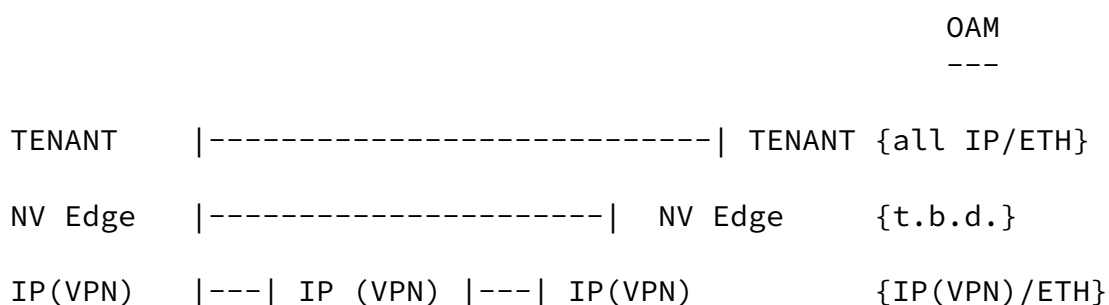 OAM
---
TENANT |----------------------------| TENANT {all IP/ETH}
NV Edge |----------------------| NV Edge {t.b.d.}
IP(VPN) |---| IP (VPN) |---| IP(VPN) {IP(VPN)/ETH}